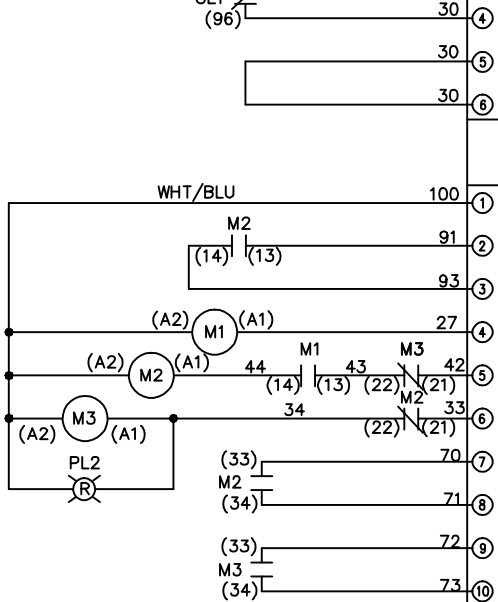 (96) 30 4
30 5
30 6
WHT/BLU 100 1
M2 91 2
(14) (13)
93 3
(A2) M1 (A1) 27 4
M1 M3
(A2) M2 (A1) 44 43 42 5
(14) (13) (22) (21)
M2
(A2) M3 (A1) 34 33 6
(22) (21)
PL2
R
(33) 70 7
M2
(34) 71 8
(33) 72 9
M3
(34) 73 10